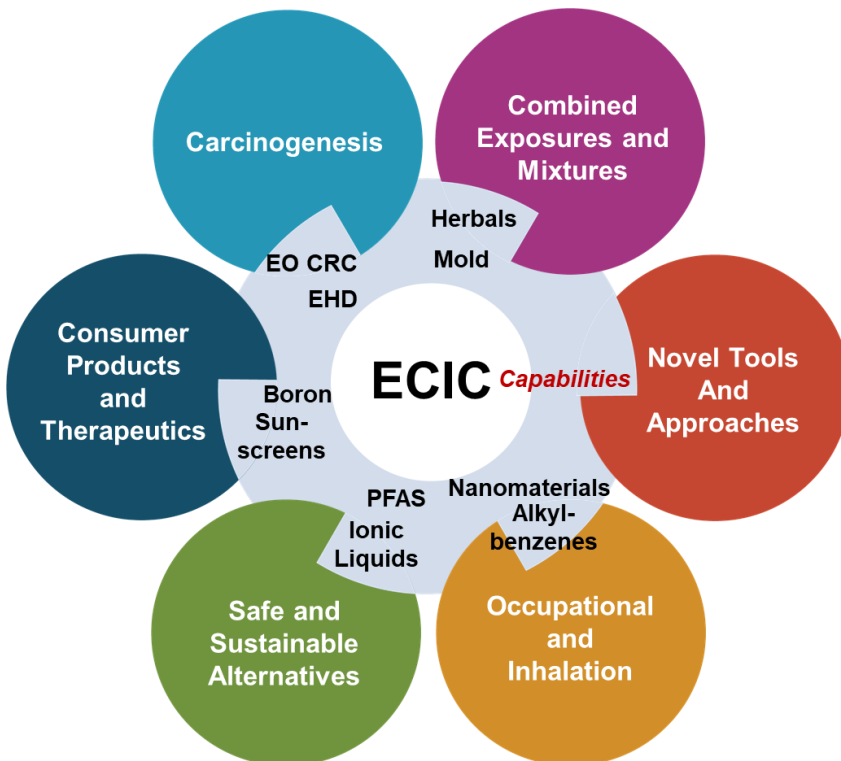 Carcinogenesis
Combined
Exposures and
Mixtures
Herbals
Mold
EO CRC
EHD
Consumer
Products
and
Therapeutics
Boron
Sun-
screens
ECIC
Capabilities
Novel Tools
And
Approaches
PFAS
Ionic
Liquids
Nanomaterials
Alkyl-
benzenes
Safe and
Sustainable
Alternatives
Occupational
and
Inhalation